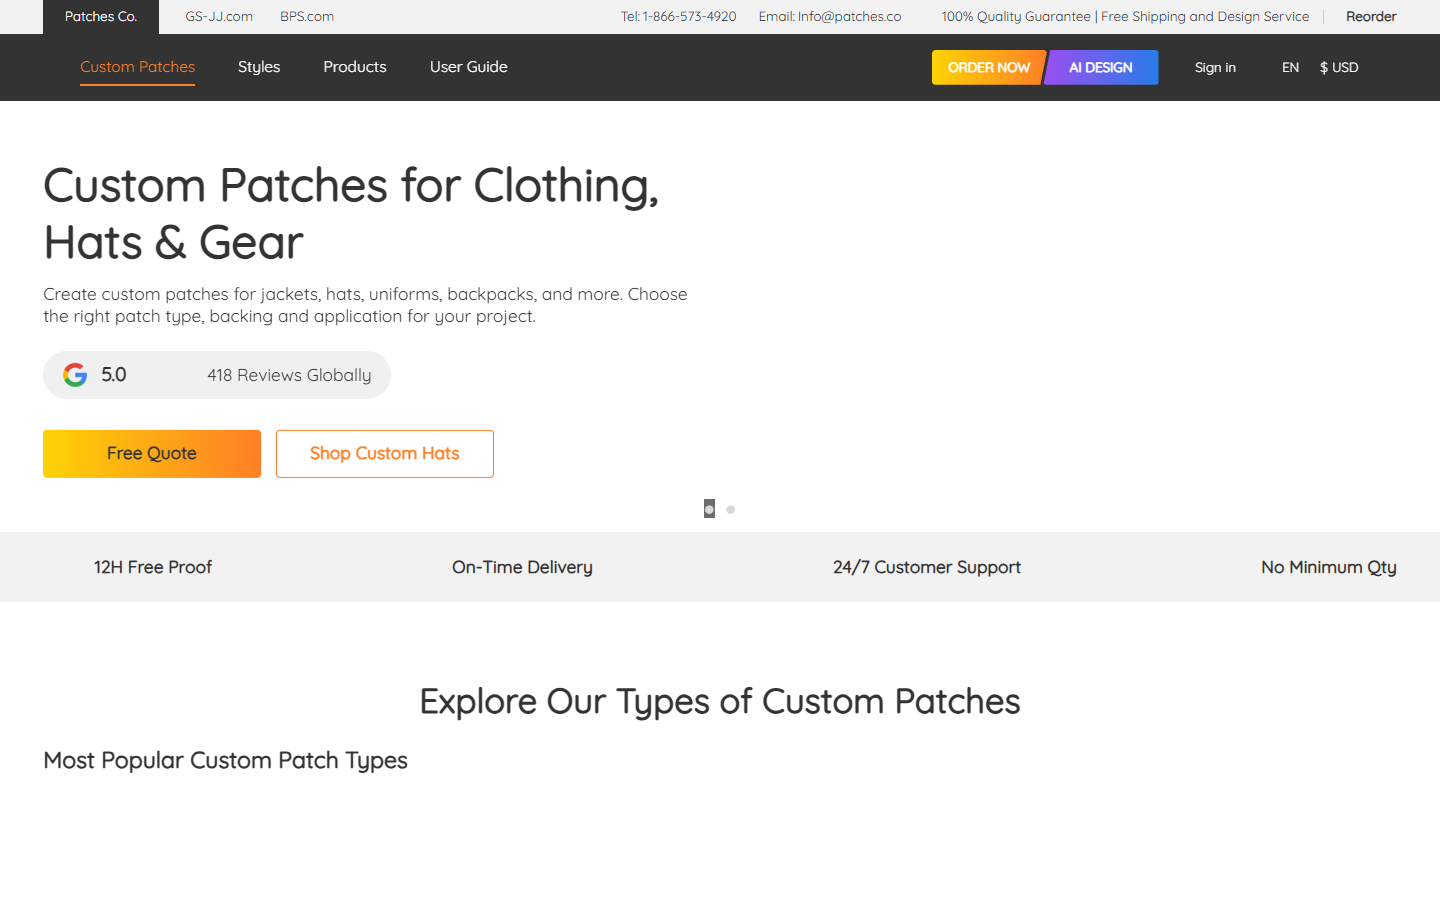 Patches Co. GS-JJ.com BPS.com Tel: 1-866-573-4920 Email: Info@patches.co 100% Quality Guarantee | Free Shipping and Design Service Reorder
Custom Patches Styles Products User Guide ORDER NOW AI DESIGN Sign in EN $ USD
Custom Patches for Clothing,
Hats & Gear
Create custom patches for jackets, hats, uniforms, backpacks, and more. Choose
the right patch type, backing and application for your project.
5.0 418 Reviews Globally
Free Quote Shop Custom Hats
12H Free Proof On-Time Delivery 24/7 Customer Support No Minimum Qty
Explore Our Types of Custom Patches
Most Popular Custom Patch Types